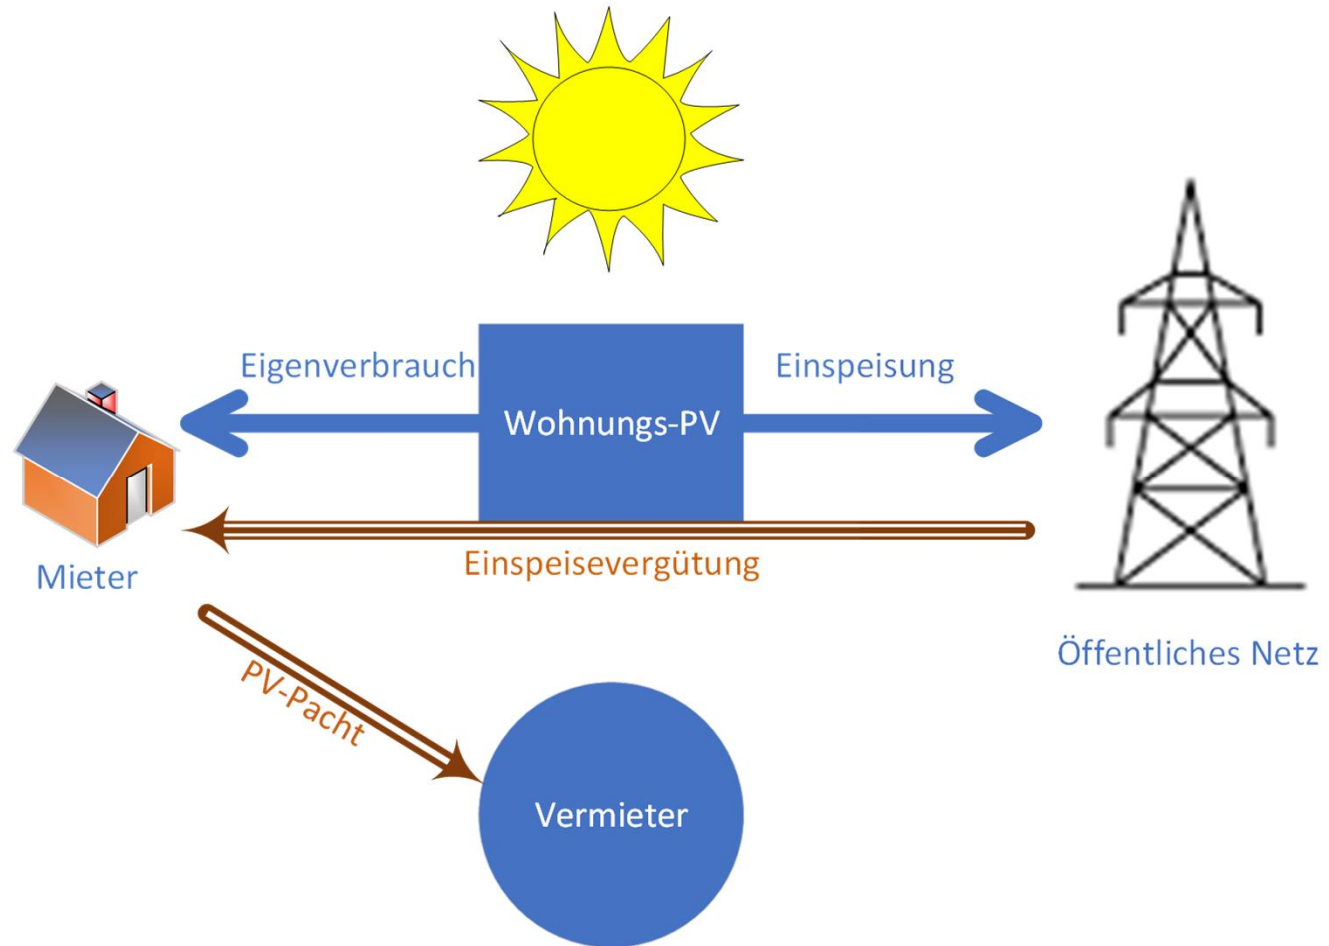 Eigenverbrauch
Einspeisung
Wohnungs-PV
Einspeisevergütung
Mieter
Öffentliches Netz
PV-Pacht
Vermieter